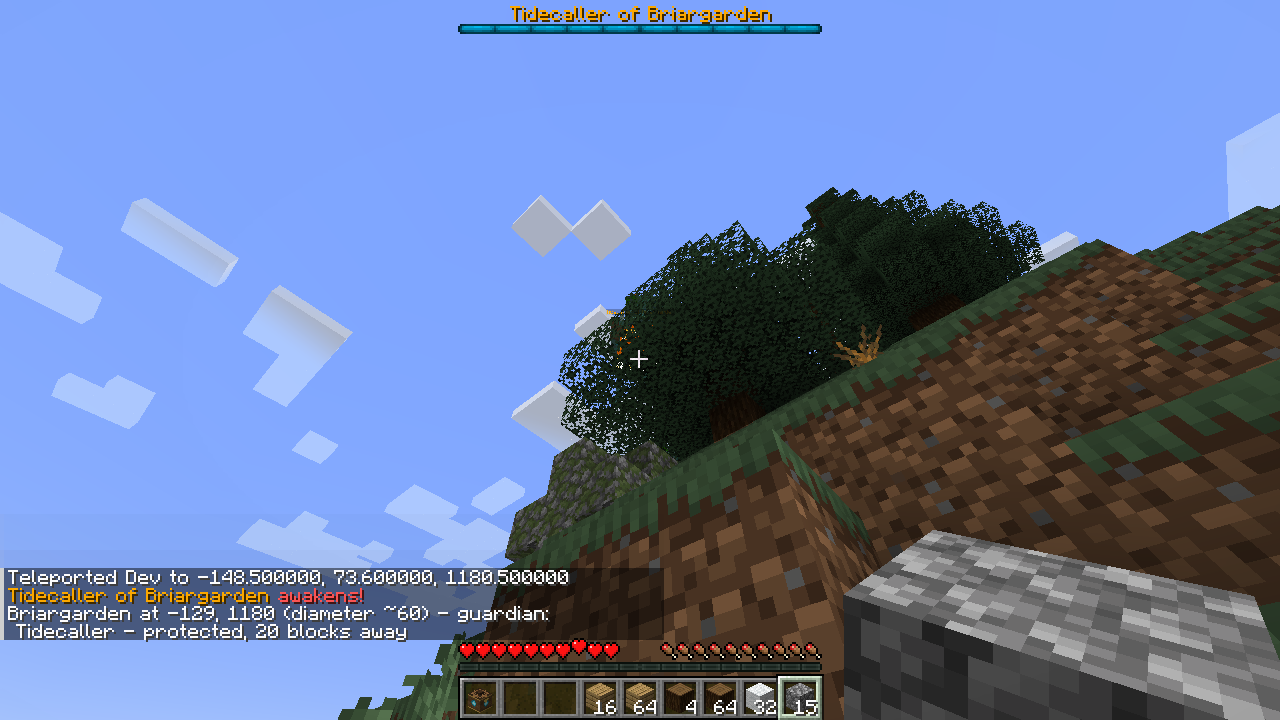 Tidecaller of Briargarden
Teleported Dev to -148.500000, 73.600000, 1180.500000
Tidecaller of Briargarden awakens!
Briargarden at -129, 1180 (diameter ~60) - guardian:
Tidecaller - protected, 20 blocks away
16 64 4 64 32 15